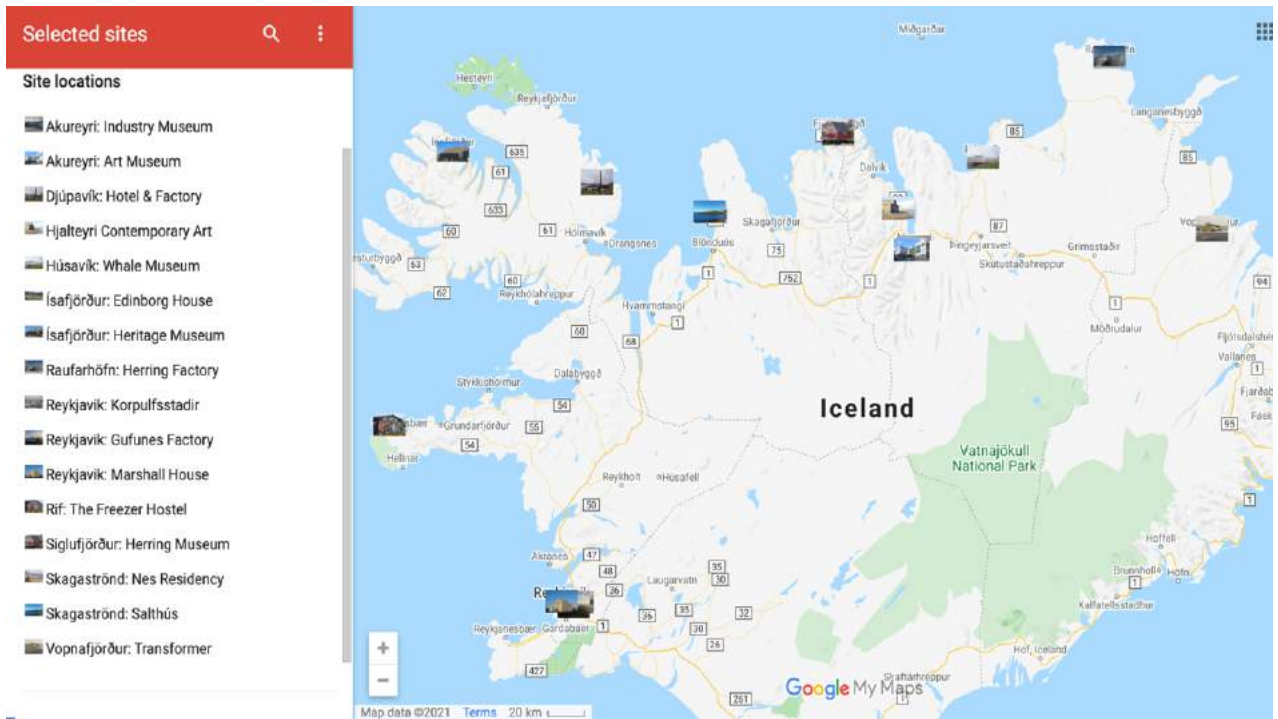 Selected sites
Site locations
Akureyri: Industry Museum
Akureyri: Art Museum
Djúpavík: Hotel & Factory
Hjalteyri Contemporary Art
Húsavík: Whale Museum
Ísafjörður: Edinborg House
Ísafjörður: Heritage Museum
Raufarhöfn: Herring Factory
Reykjavik: Korpulfsstadir
Reykjavik: Gufunes Factory
Reykjavik: Marshall House
Rif: The Freezer Hostel
Siglufjörður: Herring Museum
Skagaströnd: Nes Residency
Skagaströnd: Salthús
Vopnafjörður: Transformer
Miðgarðar
Hesteyri
Reykjafjörður
Langanesbyggð
85
635
61
Dalvik
85
633
60
61
Hólmavík
Drangsnes
Skagafjörður
Blönduós
75
87
Þingeyjarsveit
Skútustaðahreppur
Grímsstaðir
63
62
60
Reykhólahreppur
1
752
1
94
Hvammstangi
1
1
Möðrudalur
60
68
Fljótsdalshér
Vallanes
1
Stykkishólmur
Dalabyggð
54
Iceland
Fjarðab
Fásk
95
Grundarfjörður
55
54
Hellnar
Vatnajökull
National Park
Reykholt
Húsafell
50
1
Hoffell
Akranes
47
48
36
Laugarvatn
35
30
Brunnhóll
Höfn
1
Kálfafellsstaður
36
35
32
Reykjanesbær
Garðabær
1
30
26
Hof, Iceland
427
261
Skaftárhreppur
1
Google My Maps
+
−
Map data ©2021 Terms 20 km